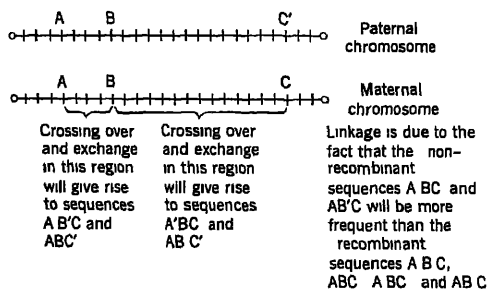 A B C′
Paternal
chromosome
A B C
Maternal
chromosome
Crossing over
and exchange
in this region
will give rise
to sequences
A B′C and
ABC′
Crossing over
and exchange
in this region
will give rise
to sequences
A′BC and
AB C′
Linkage is due to the
fact that the non-
recombinant
sequences A BC and
AB′C will be more
frequent than the
recombinant
sequences A B C,
ABC A BC and AB C